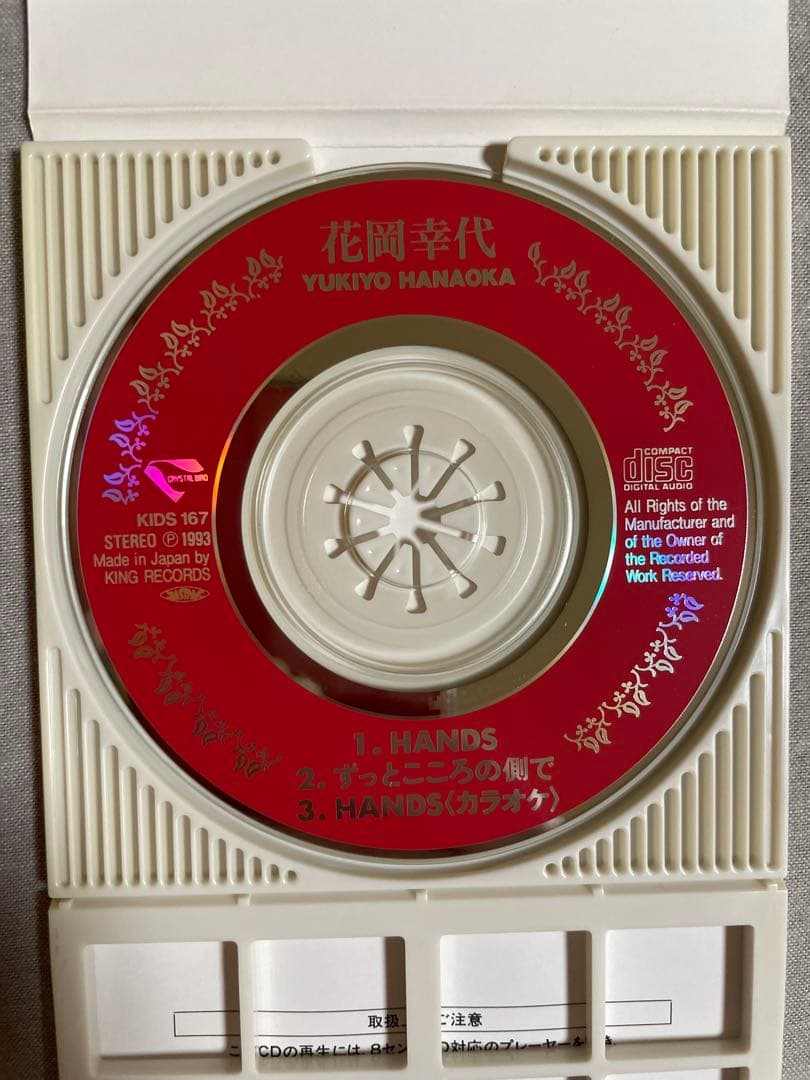 花岡幸代
YUKIYO HANAOKA
CRYSTAL BIRD
KIDS 167
STEREO Ⓟ 1993
Made in Japan by
KING RECORDS
COMPACT
disc
DIGITAL AUDIO
All Rights of the
Manufacturer and
of the Owner of
the Recorded
Work Reserved.
1. HANDS
2. ずっとこころの側で
3. HANDS〈カラオケ〉
取扱 ご注意
CDの再生には、8セン 対応のプレーヤーを